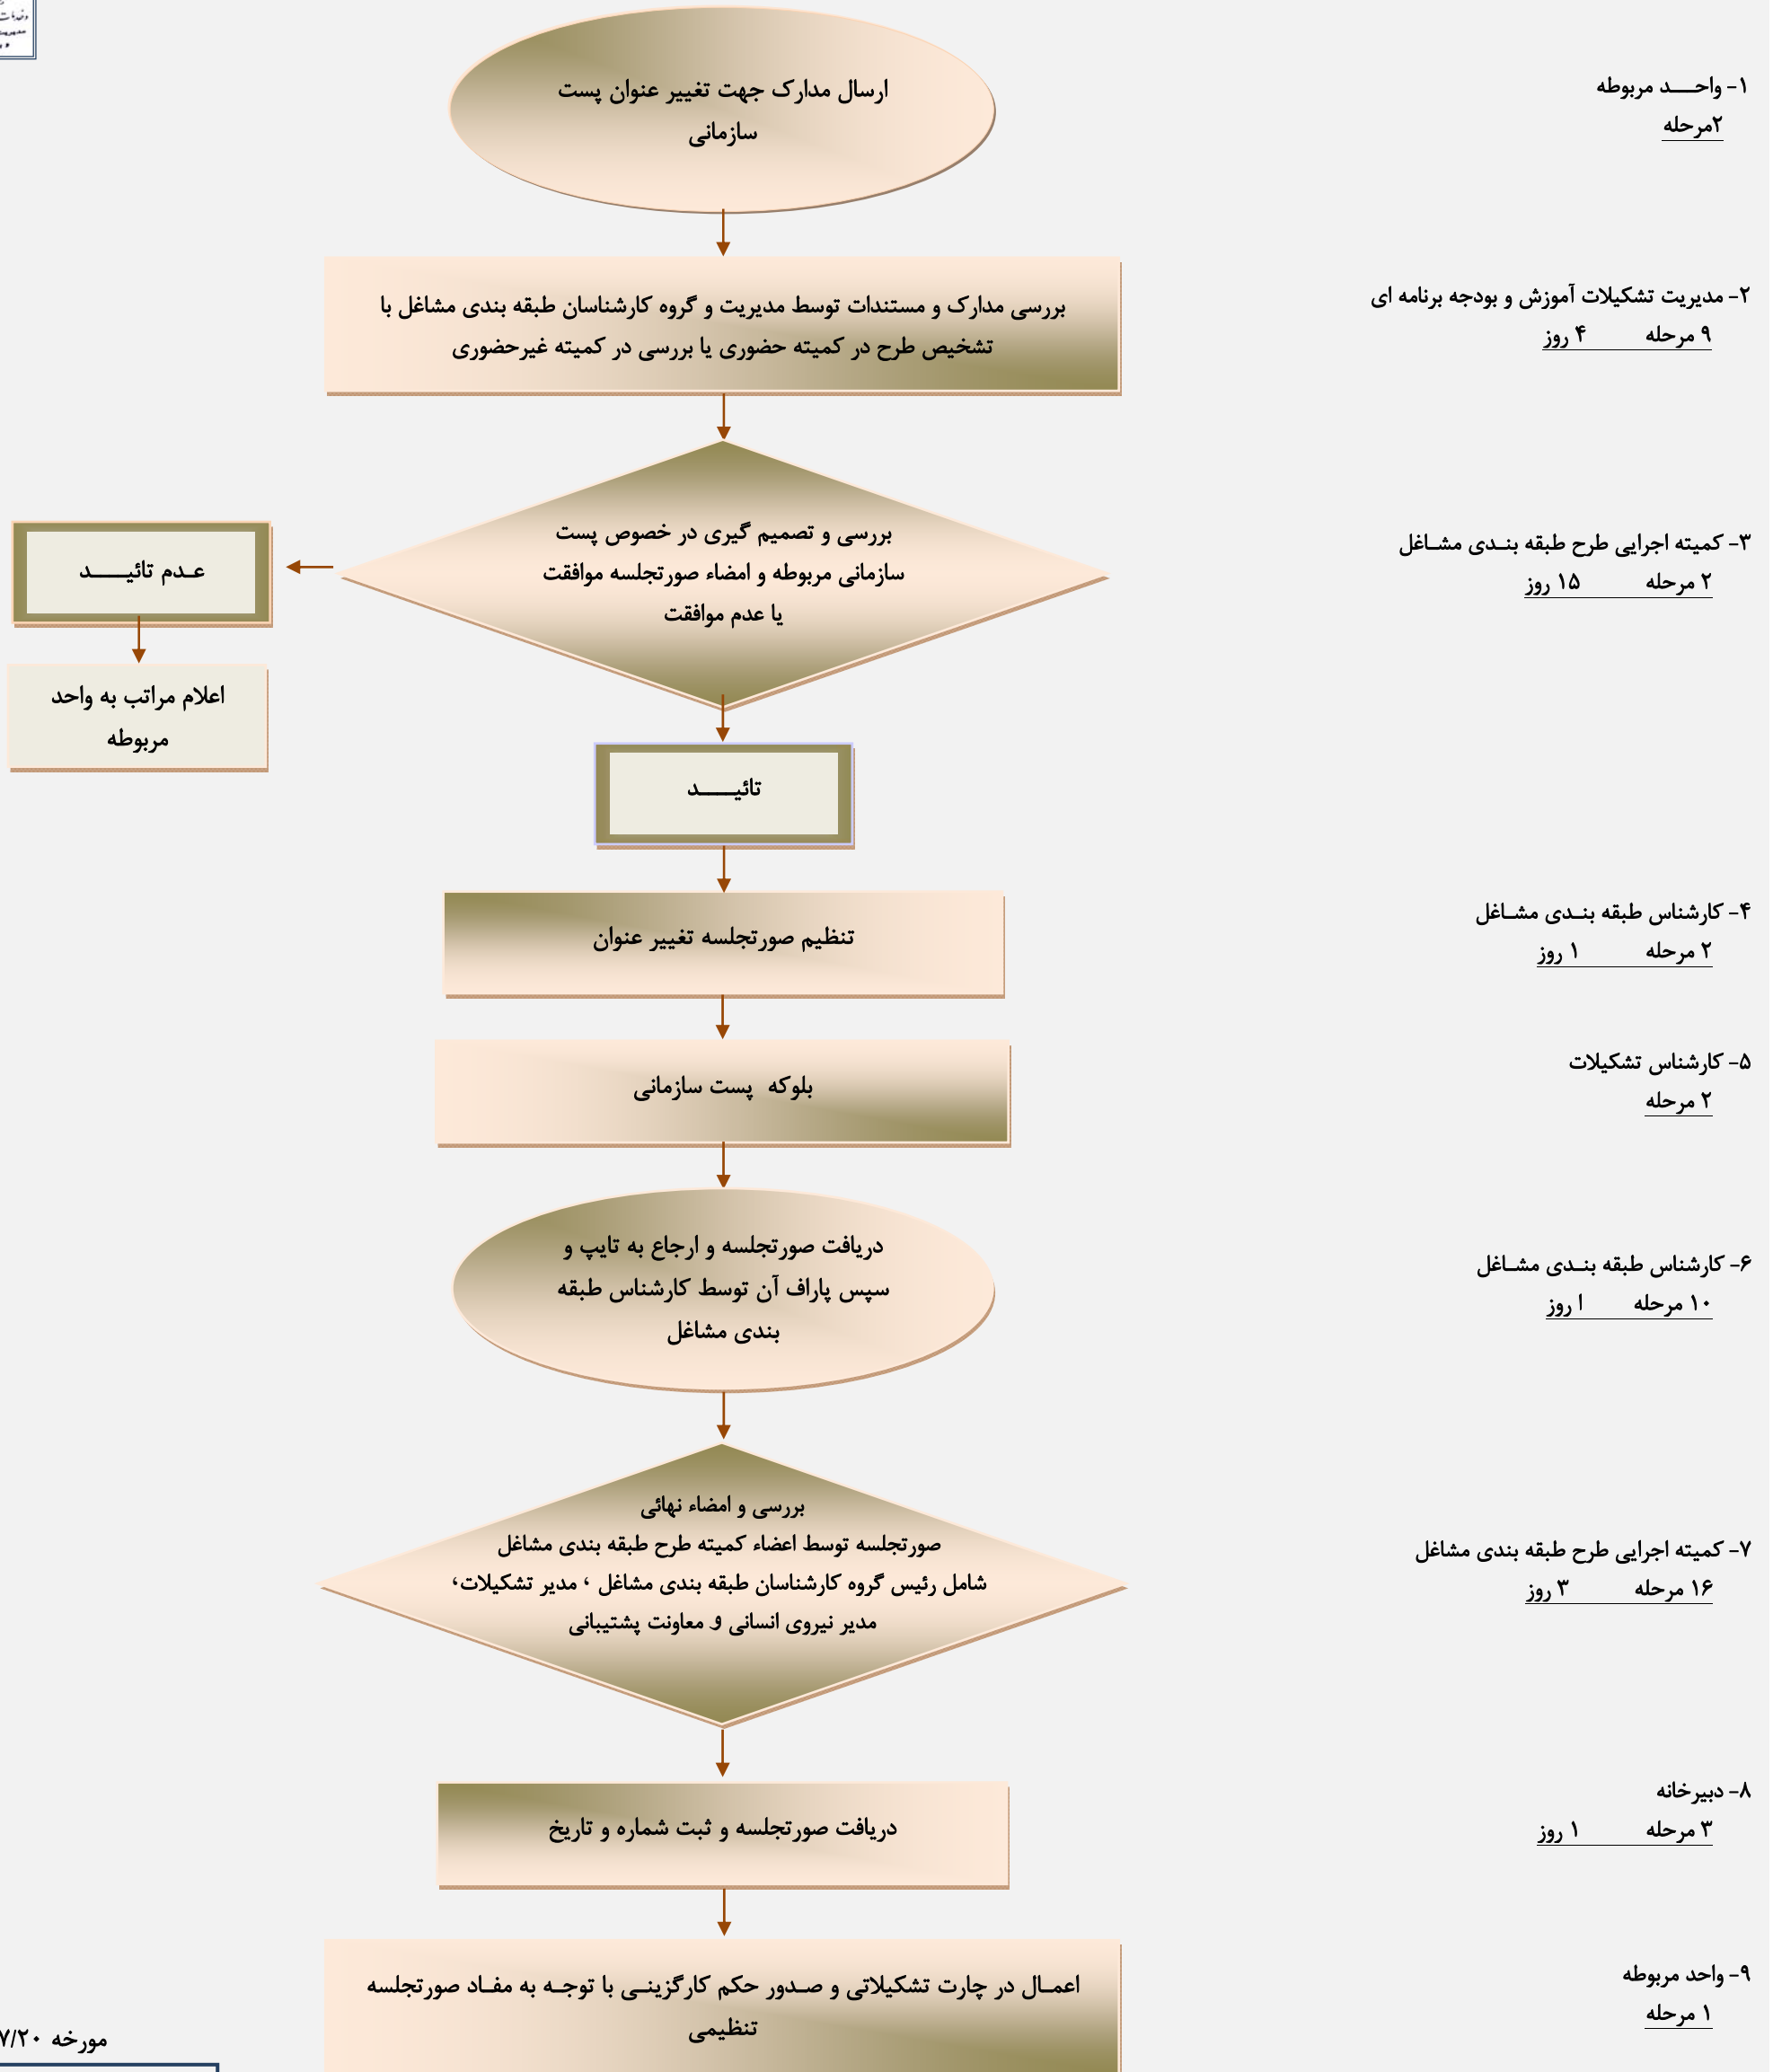 ارسال مدارک جهت تغییر عنوان پست
سازمانی
۱- واحـــد مربوطه
۲مرحله
بررسی مدارک و مستندات توسط مدیریت و گروه کارشناسان طبقه بندی مشاغل با
تشخیص طرح در کمیته حضوری یا بررسی در کمیته غیرحضوری
۲- مدیریت تشکیلات آموزش و بودجه برنامه ای
۹ مرحله ۴ روز
بررسی و تصمیم گیری در خصوص پست
سازمانی مربوطه و امضاء صورتجلسه موافقت
یا عدم موافقت
۳- کمیته اجرایی طرح طبقه بنـدی مشـاغل
۲ مرحله ۱۵ روز
عـدم تائیـــــد
اعلام مراتب به واحد
مربوطه
تائیـــــد
تنظیم صورتجلسه تغییر عنوان
۴- کارشناس طبقه بنـدی مشـاغل
۲ مرحله ۱ روز
بلوکه پست سازمانی
۵- کارشناس تشکیلات
۲ مرحله
دریافت صورتجلسه و ارجاع به تایپ و
سپس پاراف آن توسط کارشناس طبقه
بندی مشاغل
۶- کارشناس طبقه بنـدی مشـاغل
۱۰ مرحله ا روز
بررسی و امضاء نهائی
صورتجلسه توسط اعضاء کمیته طرح طبقه بندی مشاغل
شامل رئیس گروه کارشناسان طبقه بندی مشاغل ، مدیر تشکیلات،
مدیر نیروی انسانی و معاونت پشتیبانی
۷- کمیته اجرایی طرح طبقه بندی مشاغل
۱۶ مرحله ۳ روز
دریافت صورتجلسه و ثبت شماره و تاریخ
۸- دبیرخانه
۳ مرحله ۱ روز
اعمـال در چارت تشکیلاتی و صـدور حکم کارگزینـی با توجـه به مفـاد صورتجلسه
تنظیمی
۹- واحد مربوطه
۱ مرحله
مورخه ۷/۲۰